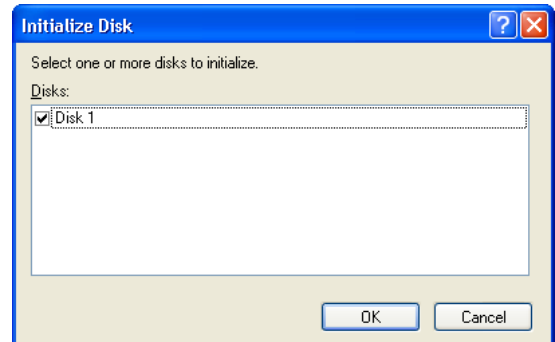 Initialize Disk
Select one or more disks to initialize.
Disks:
Disk 1
OK Cancel